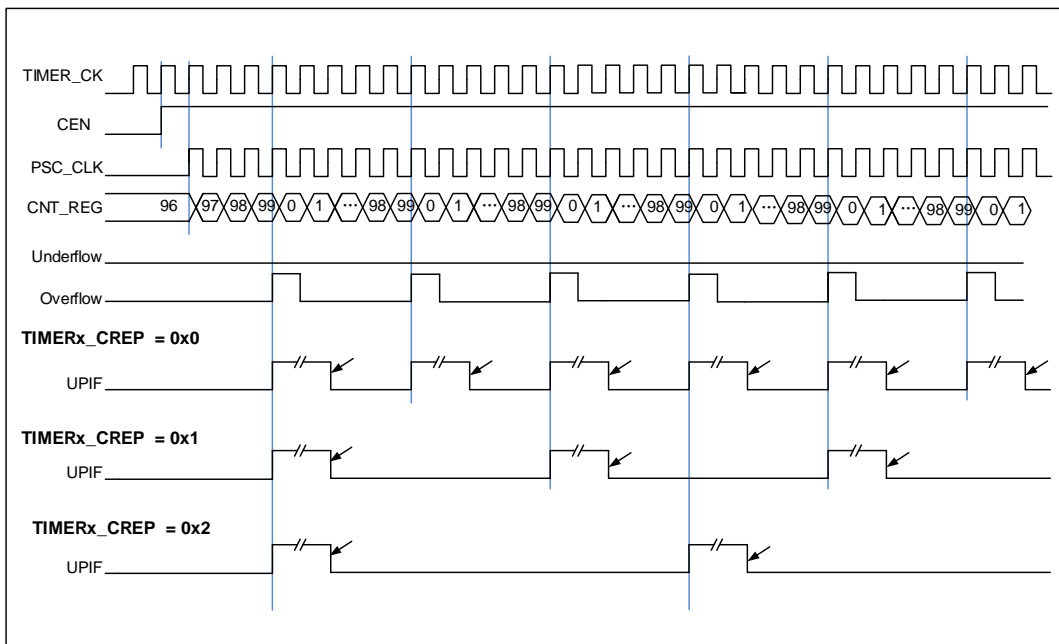 TIMER_CK
CEN
PSC_CLK
CNT_REG 96 97 98 99 0 1 ... 98 99 0 1 ... 98 99 0 1 ... 98 99 0 1 ... 98 99 0 1 ... 98 99 0 1
Underflow
Overflow
TIMERx_CREP = 0x0
UPIF
TIMERx_CREP = 0x1
UPIF
TIMERx_CREP = 0x2
UPIF